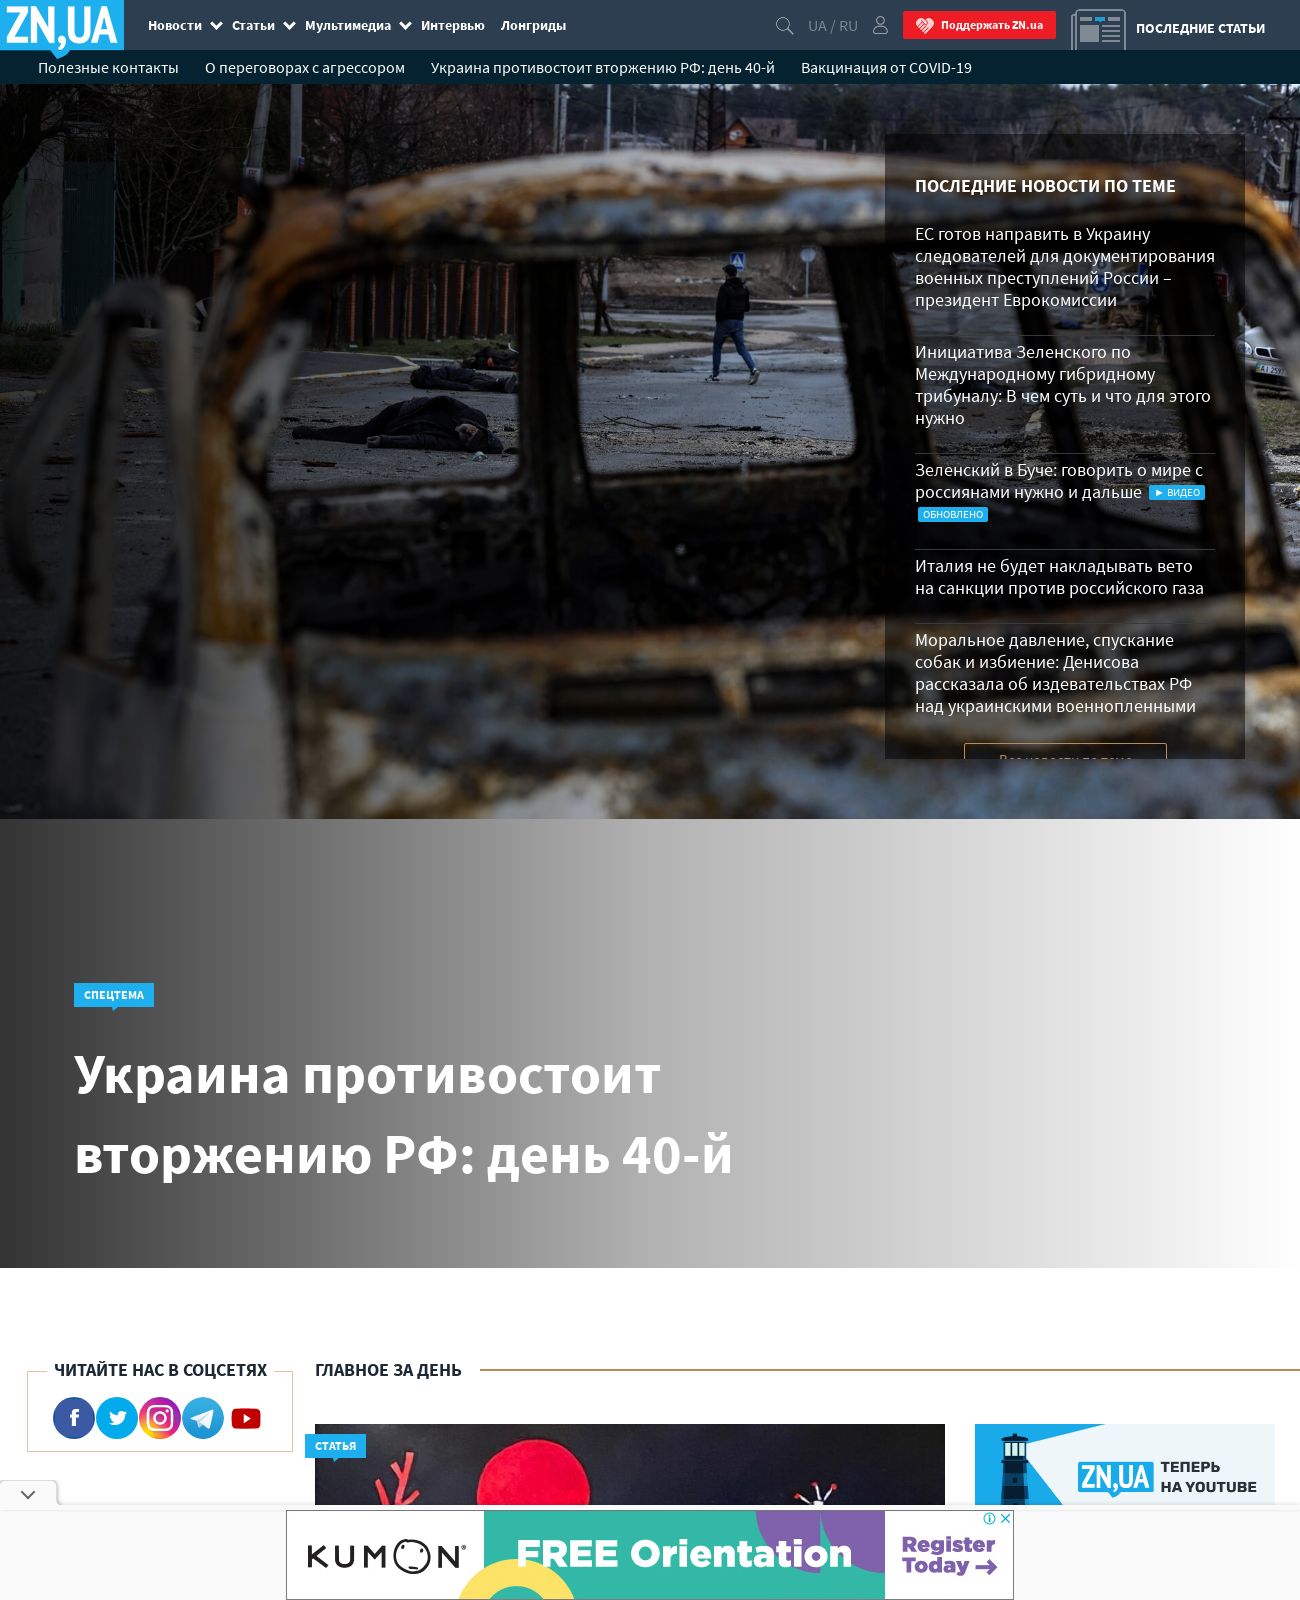 ZN,UA
Новости Статьи Мультимедиа Интервью Лонгриды
UA / RU
Поддержать ZN.ua
ПОСЛЕДНИЕ СТАТЬИ
Полезные контакты О переговорах с агрессором Украина противостоит вторжению РФ: день 40-й Вакцинация от COVID-19
ПОСЛЕДНИЕ НОВОСТИ ПО ТЕМЕ
ЕС готов направить в Украину
следователей для документирования
военных преступлений России –
президент Еврокомиссии
Инициатива Зеленского по
Международному гибридному
трибуналу: В чем суть и что для этого
нужно
Зеленский в Буче: говорить о мире с
россиянами нужно и дальше ВИДЕО
ОБНОВЛЕНО
Италия не будет накладывать вето
на санкции против российского газа
Моральное давление, спускание
собак и избиение: Денисова
рассказала об издевательствах РФ
над украинскими военнопленными
СПЕЦТЕМА
Украина противостоит
вторжению РФ: день 40-й
ЧИТАЙТЕ НАС В СОЦСЕТЯХ
ГЛАВНОЕ ЗА ДЕНЬ
СТАТЬЯ
ZN,UA
ТЕПЕРЬ
НА YOUTUBE
KUMON®
FREE Orientation
Register
Today